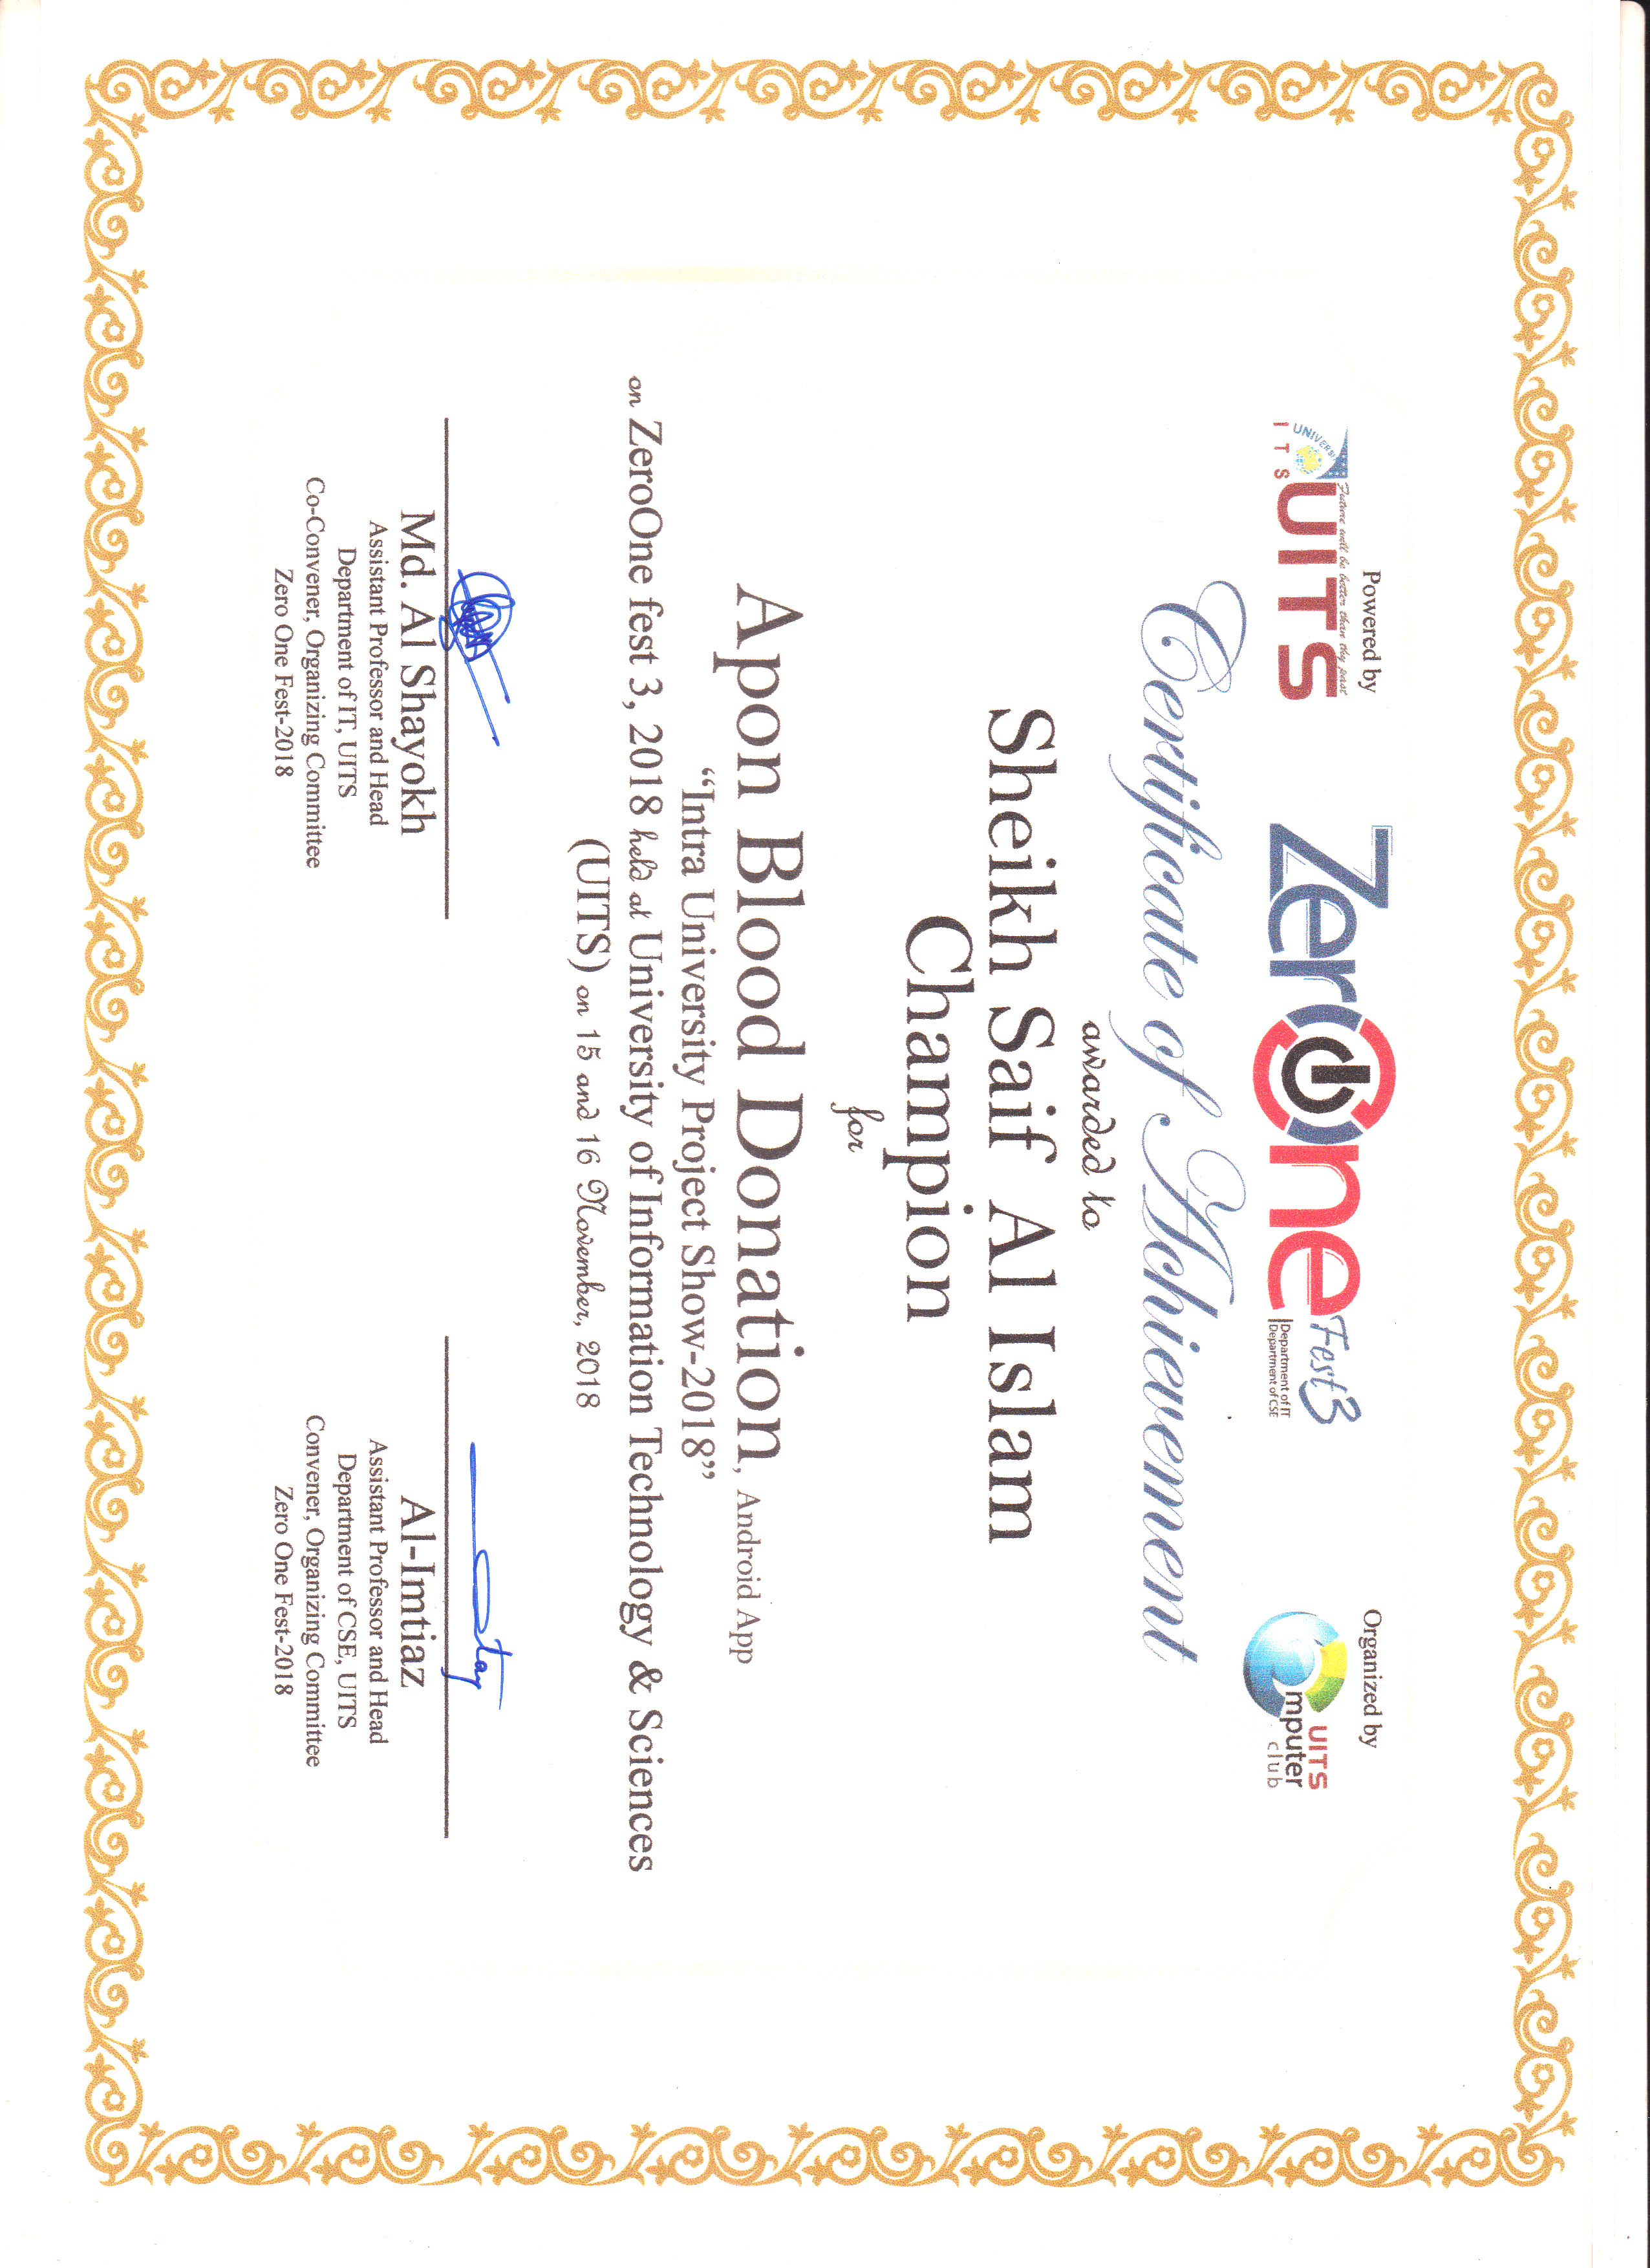 Powered by
Future will be better than thy past
UITS
UNIVERSI
ITS
ZerOne Fest3
Department of IT
Department of CSE
Organized by
UITS
mputer
club
Certificate of Achievement
awarded to
Sheikh Saif Al Islam
Champion
for
Apon Blood Donation, Android App
“Intra University Project Show-2018”
on ZeroOne fest 3, 2018 held at University of Information Technology & Sciences
(UITS) on 15 and 16 November, 2018
Md. Al Shayokh
Assistant Professor and Head
Department of IT, UITS
Co-Convener, Organizing Committee
Zero One Fest-2018
Al-Imtiaz
Assistant Professor and Head
Department of CSE, UITS
Convener, Organizing Committee
Zero One Fest-2018